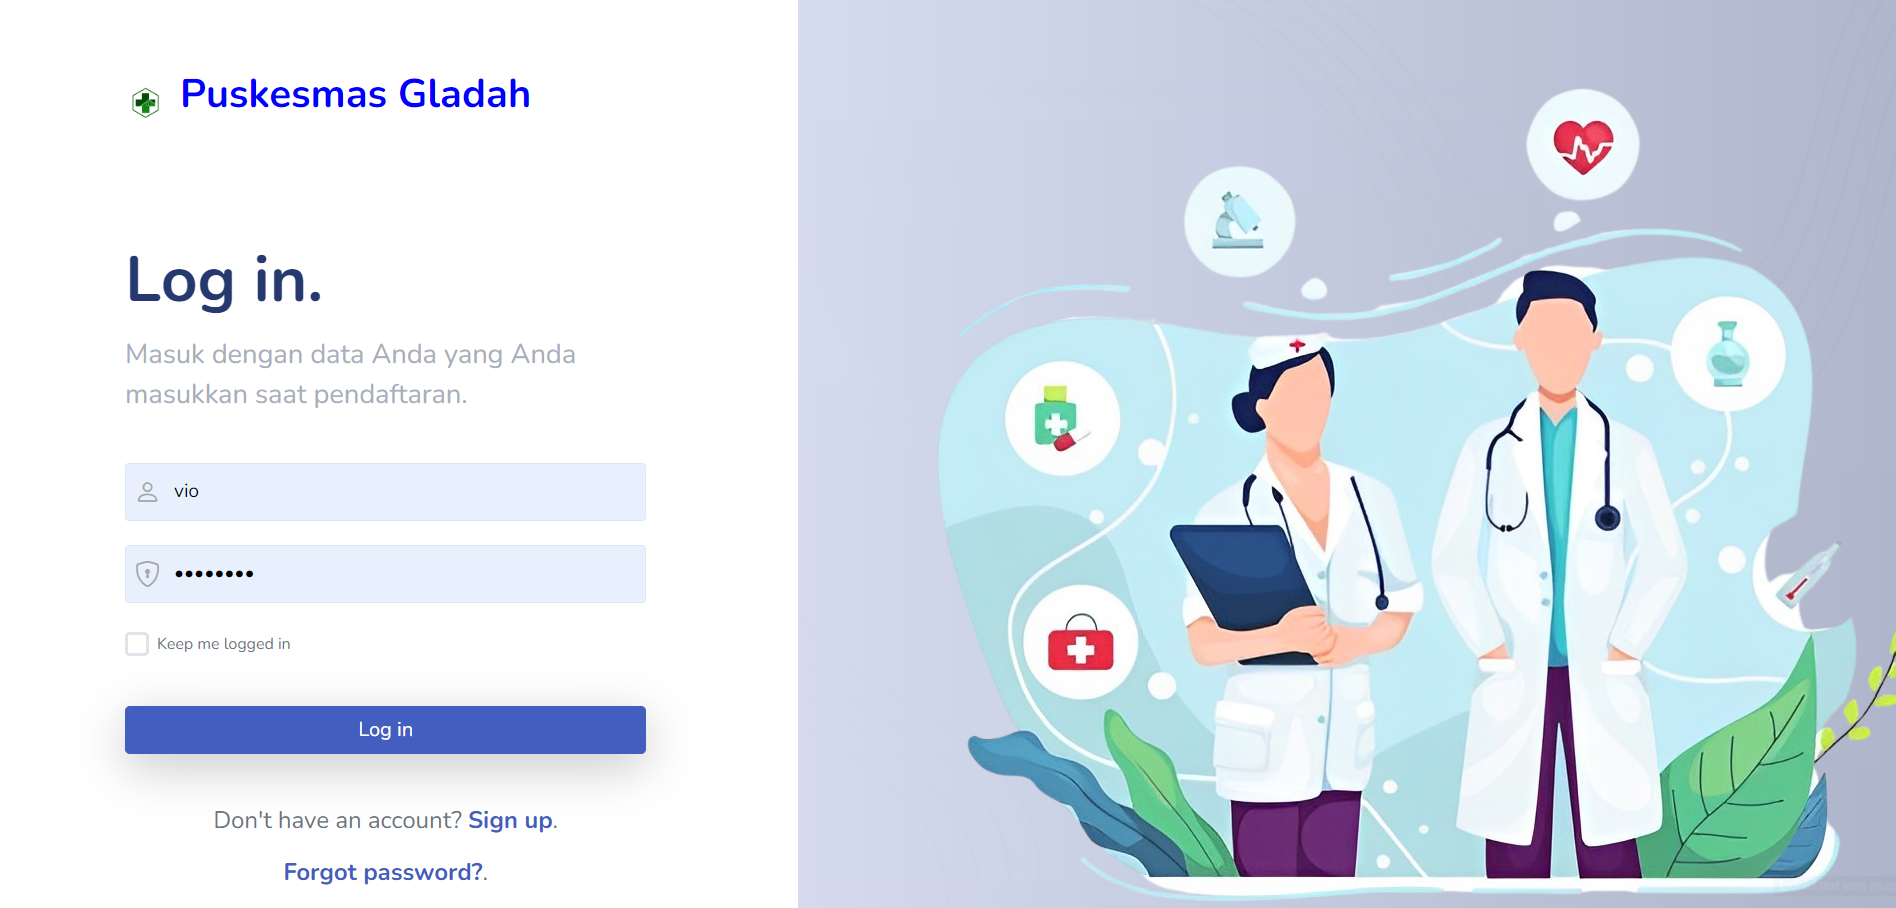 Puskesmas Gladah
Log in.
Masuk dengan data Anda yang Anda
masukkan saat pendaftaran.
vio
••••••••
Keep me logged in
Log in
Don't have an account? Sign up.
Forgot password?.